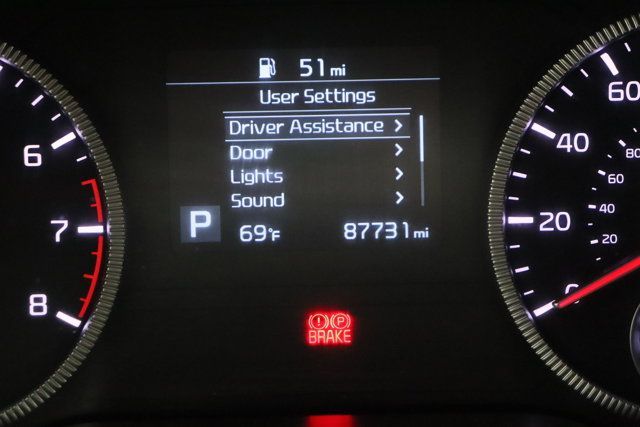 51 mi
User Settings
Driver Assistance >
Door >
Lights >
Sound >
P 69°F 87731 mi
6
7
8
60
40
20
0
80
60
40
20
(!) (P)
BRAKE